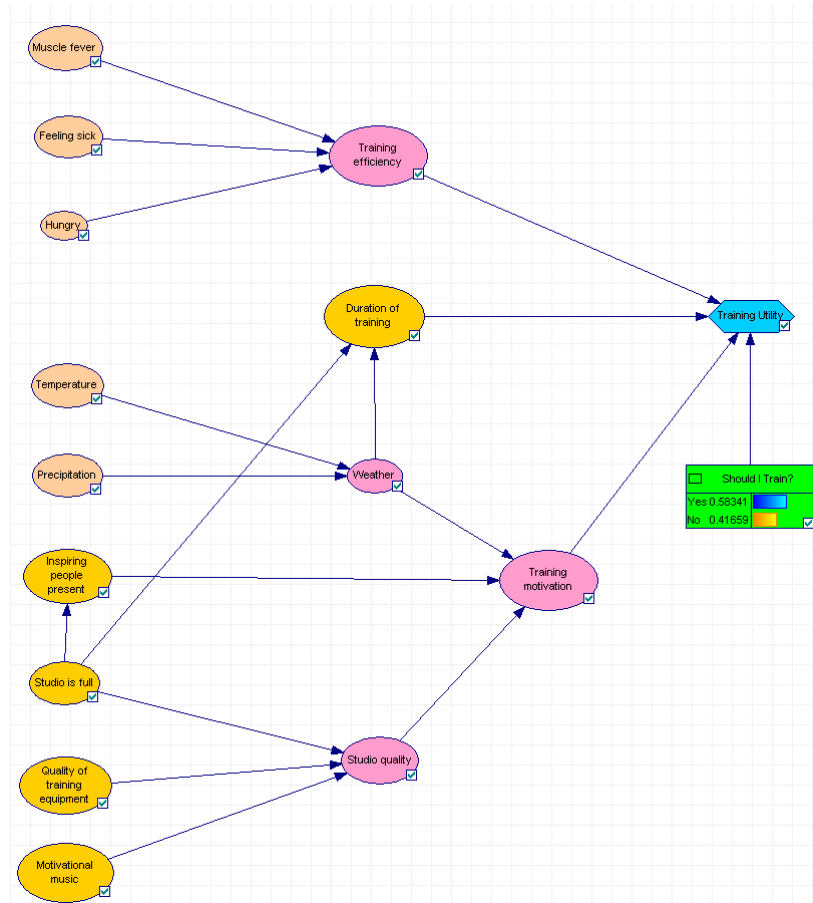 Muscle fever
Feeling sick
Training
efficiency
Hungry
Duration of
training
Training Utility
Temperature
Precipitation
Weather
Should I Train?
Yes 0.58341
No 0.41659
Inspiring
people
present
Training
motivation
Studio is full
Studio quality
Quality of
training
equipment
Motivational
music